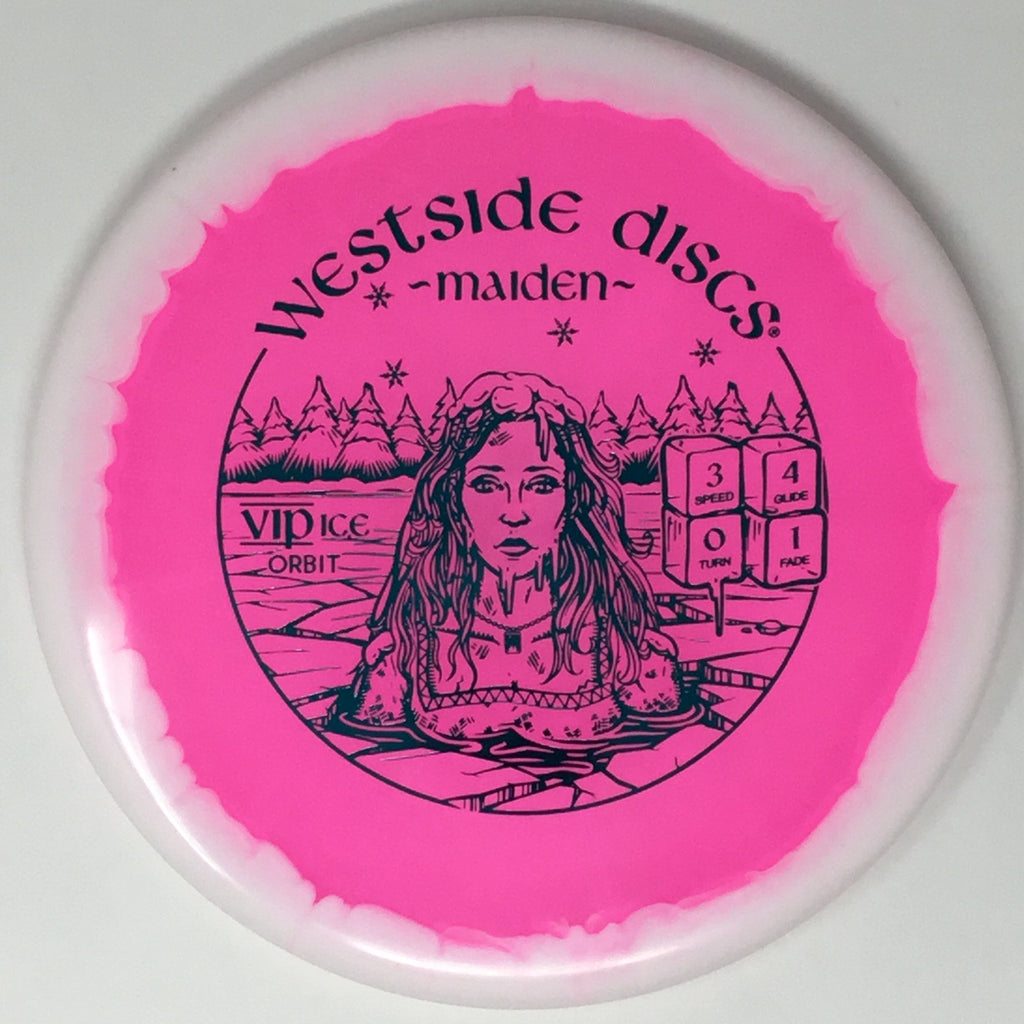 westside discs®
~maiden~
VIP ICE
ORBIT
3
SPEED
4
GLIDE
0
TURN
1
FADE